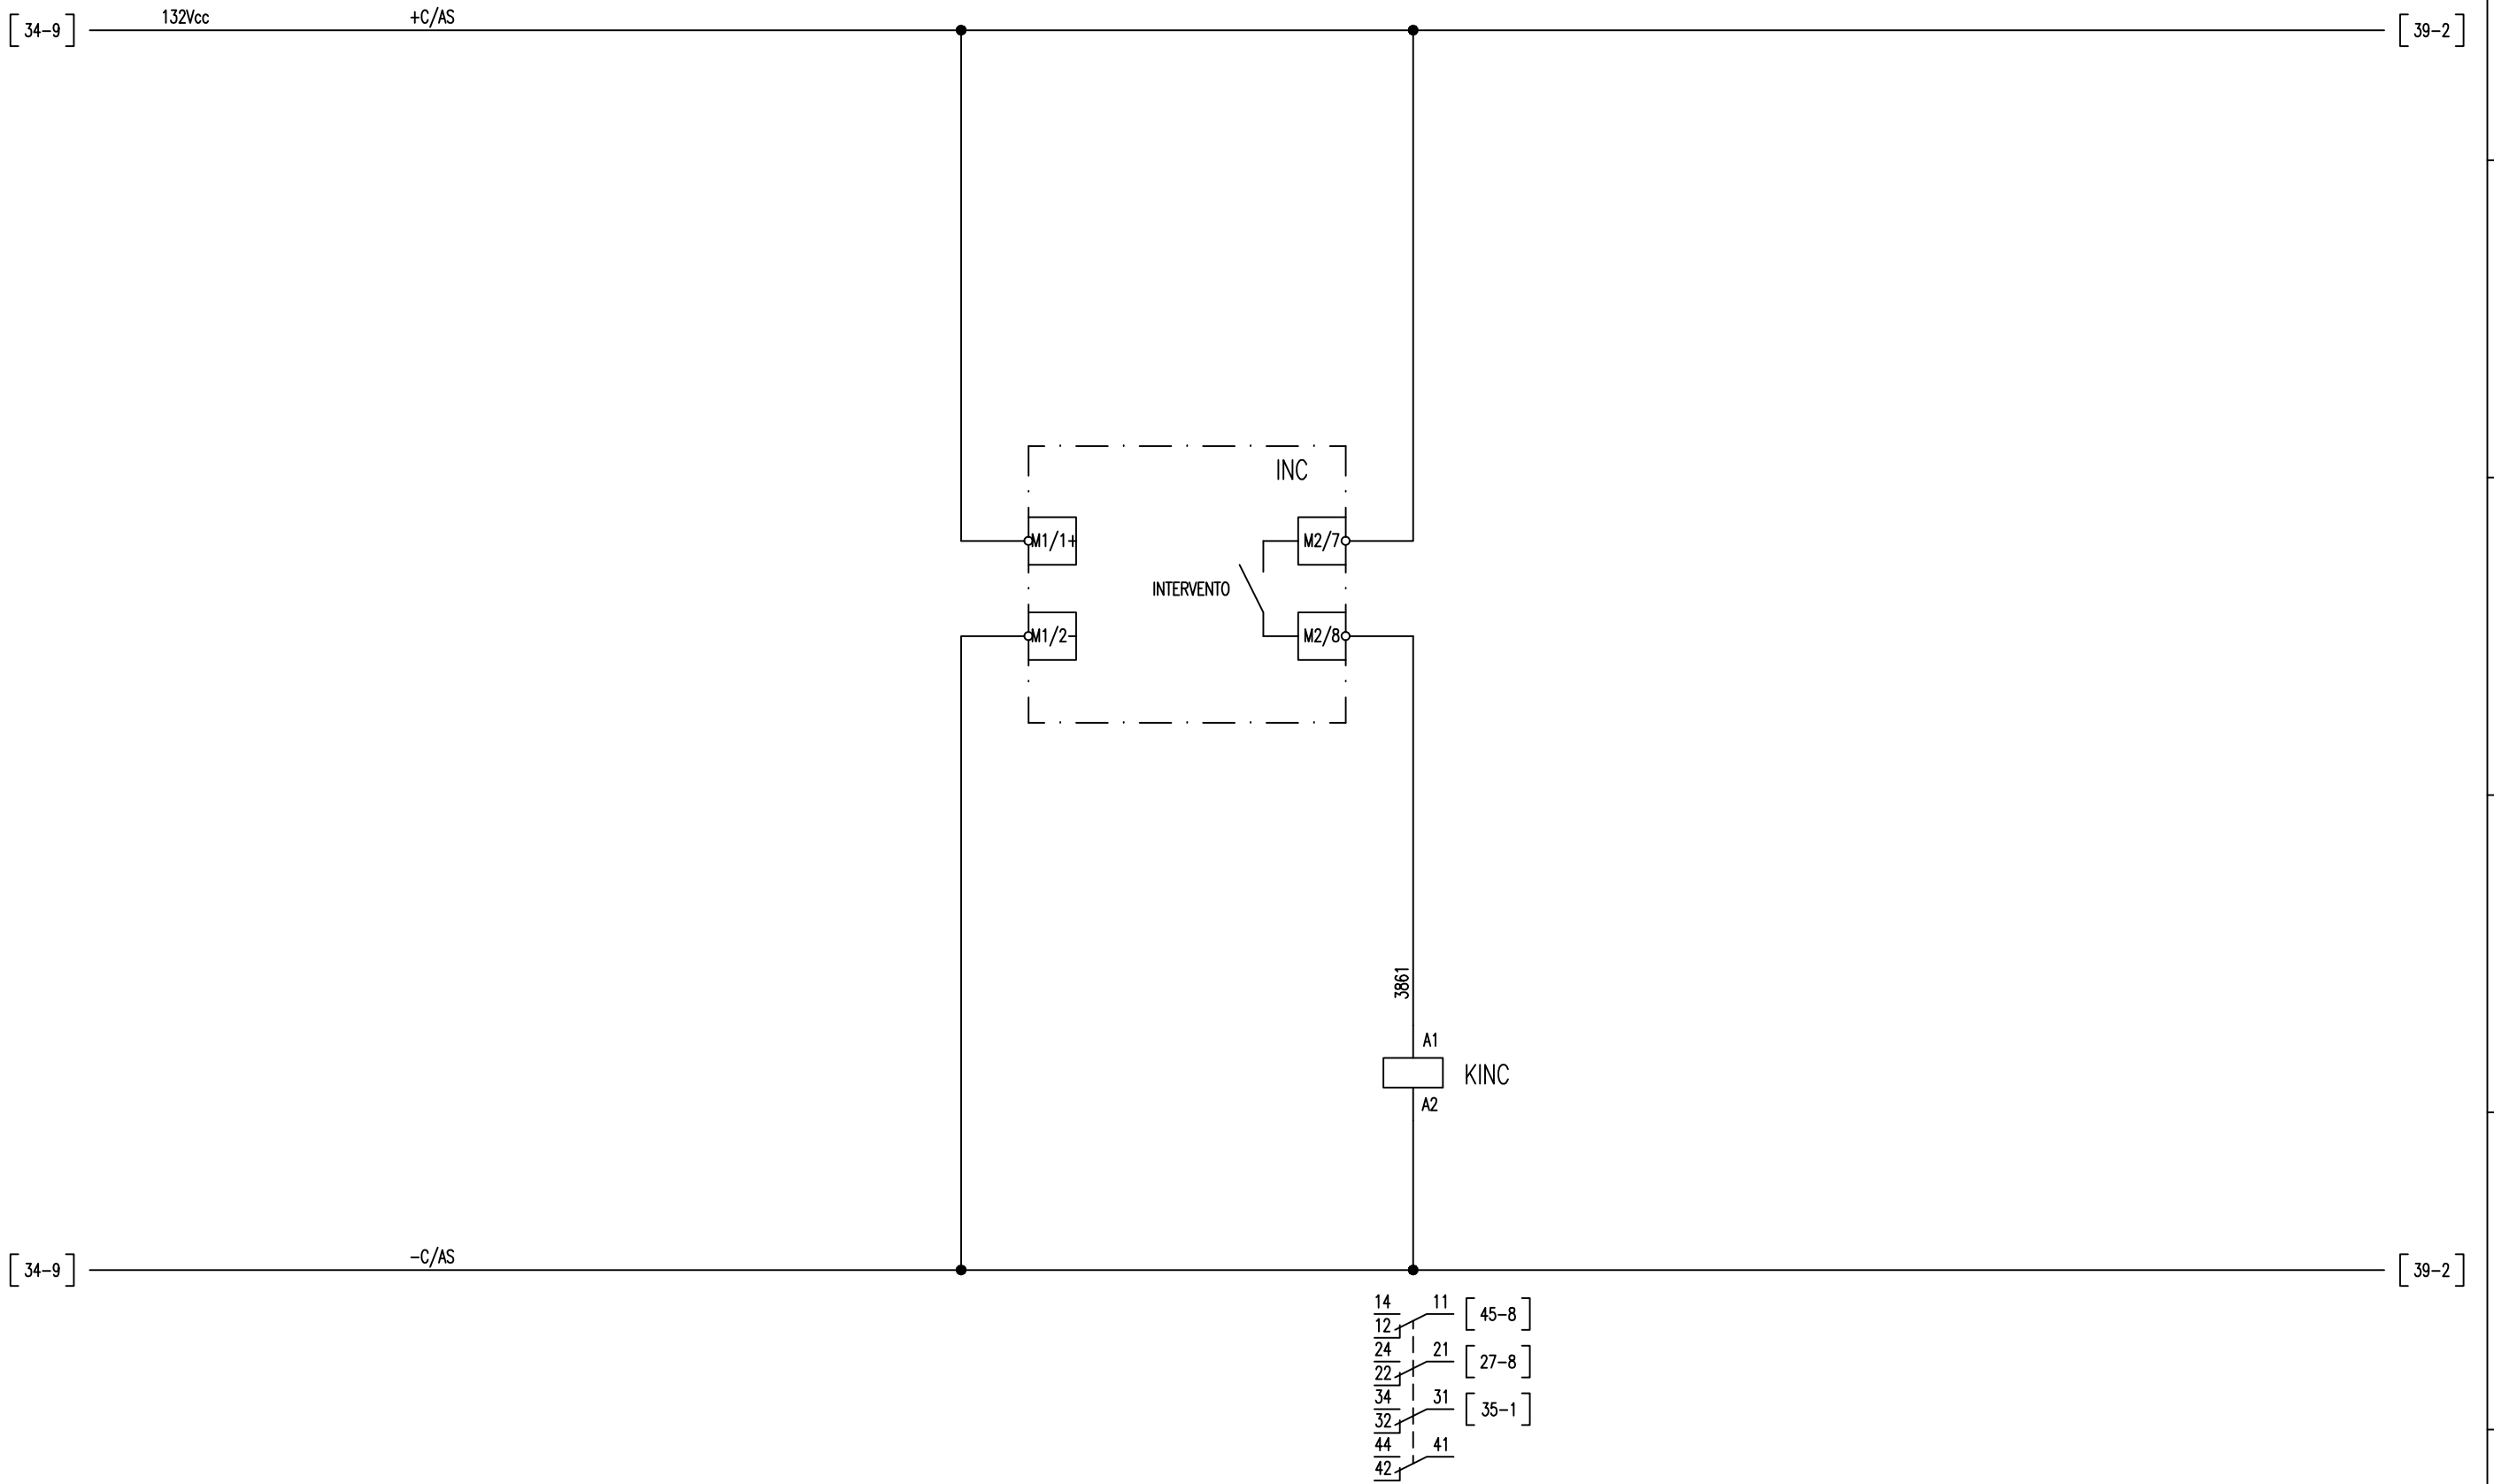 34-9 132Vcc +C/AS 39-2
INC
M1/1+ M2/7
INTERVENTO
M1/2- M2/8
3861
A1
KINC
A2
34-9 -C/AS 39-2
14 11 45-8
12
24 21 27-8
22
34 31 35-1
32
44 41
42